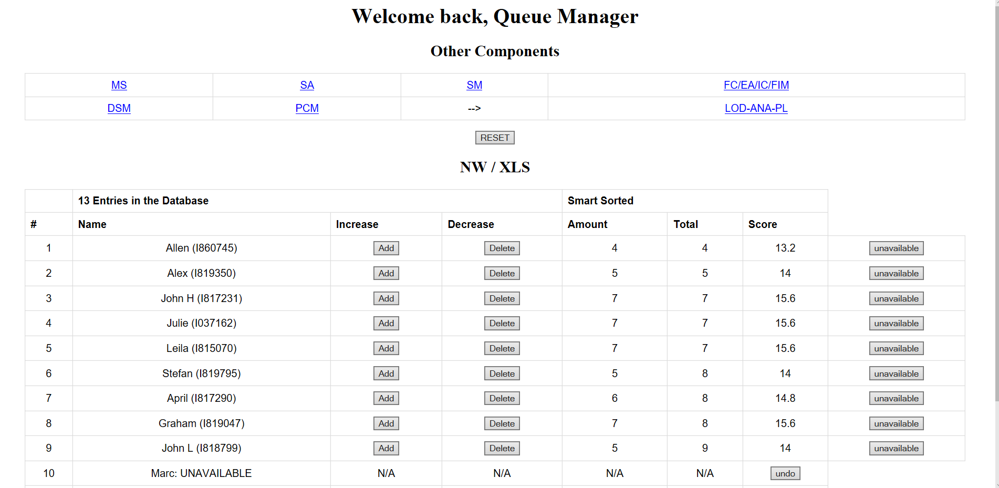 Welcome back, Queue Manager
Other Components
MS SA SM FC/EA/IC/FIM
DSM PCM --> LOD-ANA-PL
RESET
NW / XLS
13 Entries in the Database Smart Sorted
# Name Increase Decrease Amount Total Score
1 Allen (I860745) Add Delete 4 4 13.2 unavailable
2 Alex (I819350) Add Delete 5 5 14 unavailable
3 John H (I817231) Add Delete 7 7 15.6 unavailable
4 Julie (I037162) Add Delete 7 7 15.6 unavailable
5 Leila (I815070) Add Delete 7 7 15.6 unavailable
6 Stefan (I819795) Add Delete 5 8 14 unavailable
7 April (I817290) Add Delete 6 8 14.8 unavailable
8 Graham (I819047) Add Delete 7 8 15.6 unavailable
9 John L (I818799) Add Delete 5 9 14 unavailable
10 Marc: UNAVAILABLE N/A N/A N/A N/A undo